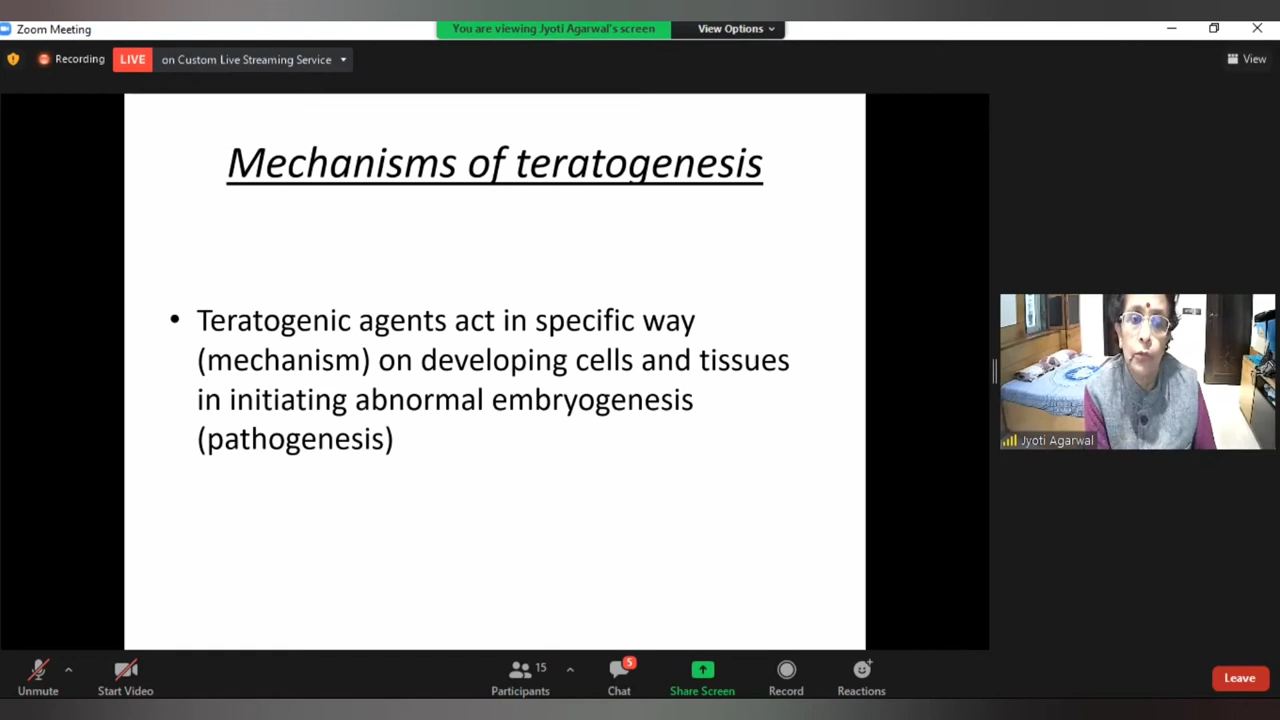 Zoom Meeting
You are viewing Jyoti Agarwal's screen
View Options
Recording
LIVE
on Custom Live Streaming Service
View
Mechanisms of teratogenesis
• Teratogenic agents act in specific way
(mechanism) on developing cells and tissues
in initiating abnormal embryogenesis
(pathogenesis)
Jyoti Agarwal
Unmute
Start Video
15
Participants
5
Chat
Share Screen
Record
Reactions
Leave